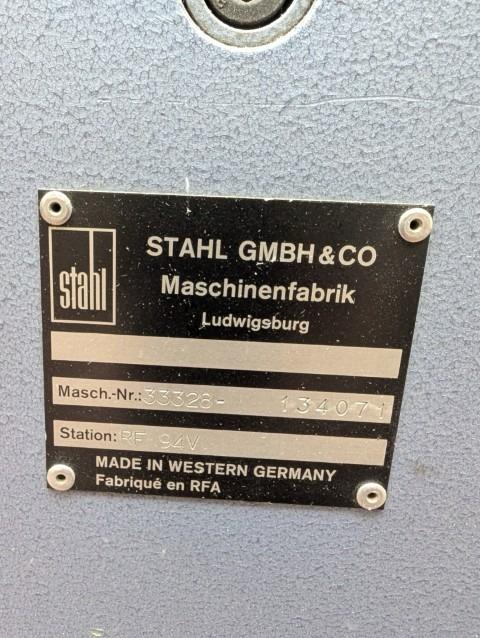 stahl
STAHL GMBH & CO
Maschinenfabrik
Ludwigsburg
Masch.-Nr.: 33328- 134071
Station: RF 94V
MADE IN WESTERN GERMANY
Fabriqué en RFA